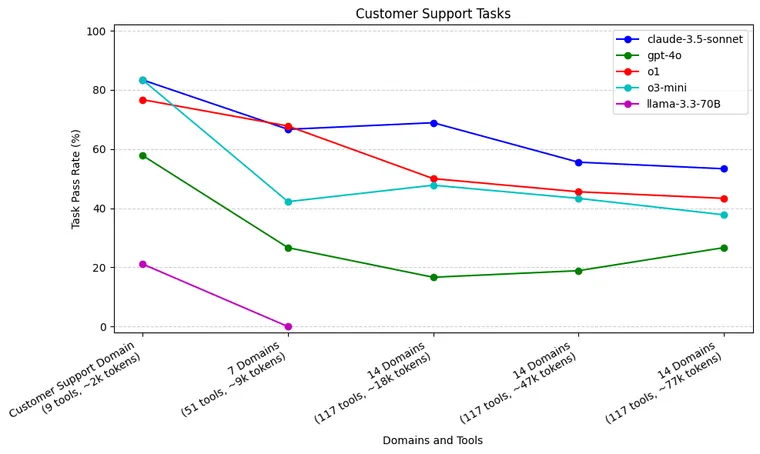 Customer Support Tasks
100
80
60
40
20
0
Task Pass Rate (%)
claude-3.5-sonnet
gpt-4o
o1
o3-mini
llama-3.3-70B
Customer Support Domain
(9 tools, ~2k tokens)
7 Domains
(51 tools, ~9k tokens)
14 Domains
(117 tools, ~18k tokens)
14 Domains
(117 tools, ~47k tokens)
14 Domains
(117 tools, ~77k tokens)
Domains and Tools